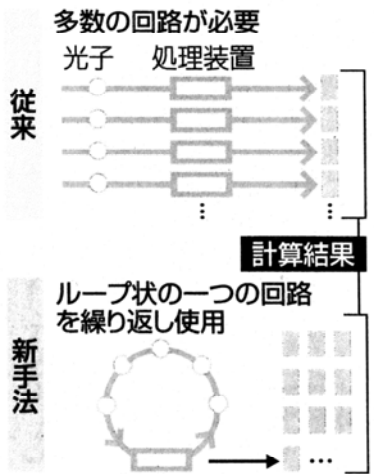 多数の回路が必要
光子 処理装置
従来
⋮ ⋮
計算結果
ループ状の一つの回路
を繰り返し使用
新手法
…